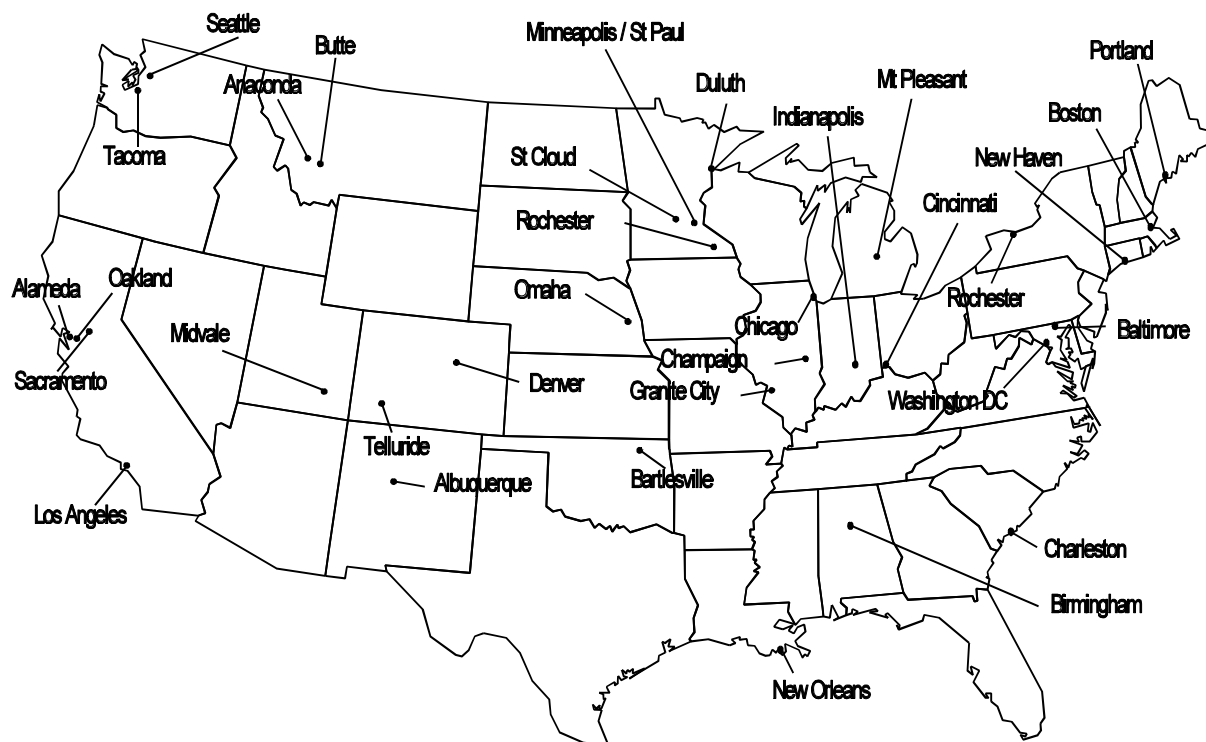 Seattle
Minneapolis / St Paul
Butte
Portland
Anaconda
Duluth
Mt Pleasant
Indianapolis
Boston
Tacoma
St Cloud
New Haven
Cincinnati
Rochester
Alameda
Oakland
Omaha
Rochester
Midvale
Chicago
Baltimore
Champaign
Sacramento
Denver
Granite City
Washington DC
Telluride
Bartlesville
Albuquerque
Los Angeles
Charleston
Birmingham
New Orleans